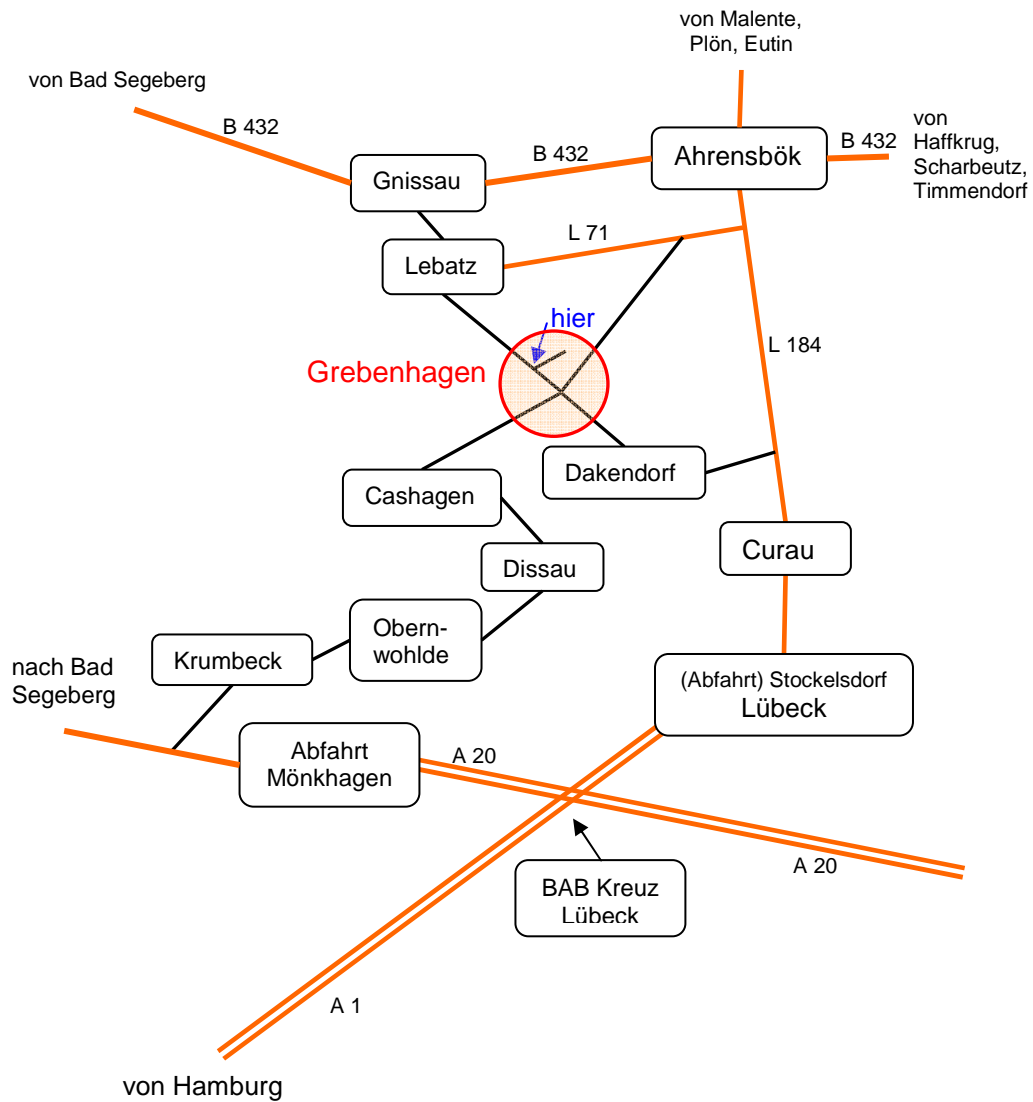 von Malente,
Plön, Eutin
von Bad Segeberg
B 432
B 432
Ahrensbök
B 432
von
Haffkrug,
Scharbeutz,
Timmendorf
Gnissau
L 71
Lebatz
hier
L 184
Grebenhagen
Dakendorf
Cashagen
Curau
Dissau
Obern-
wohlde
Krumbeck
nach Bad
Segeberg
(Abfahrt) Stockelsdorf
Lübeck
Abfahrt
Mönkhagen
A 20
A 20
BAB Kreuz
Lübeck
A 1
von Hamburg